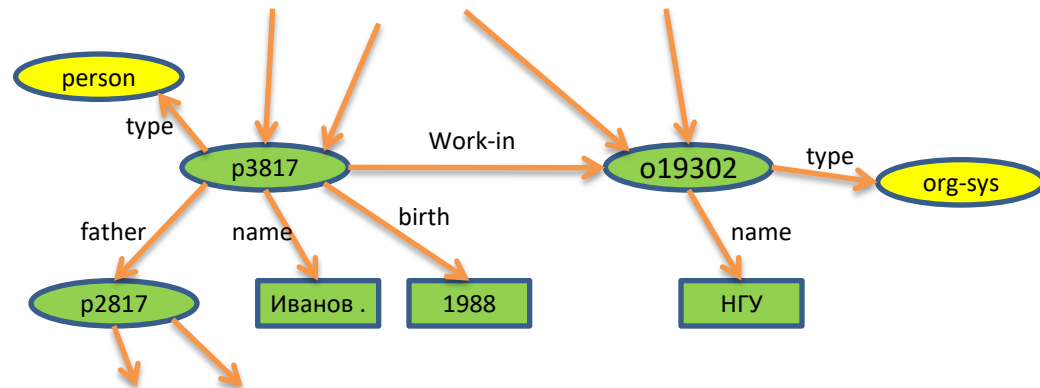 person
type
Work-in
p3817
o19302
type
org-sys
father
name
birth
name
p2817
Иванов .
1988
НГУ